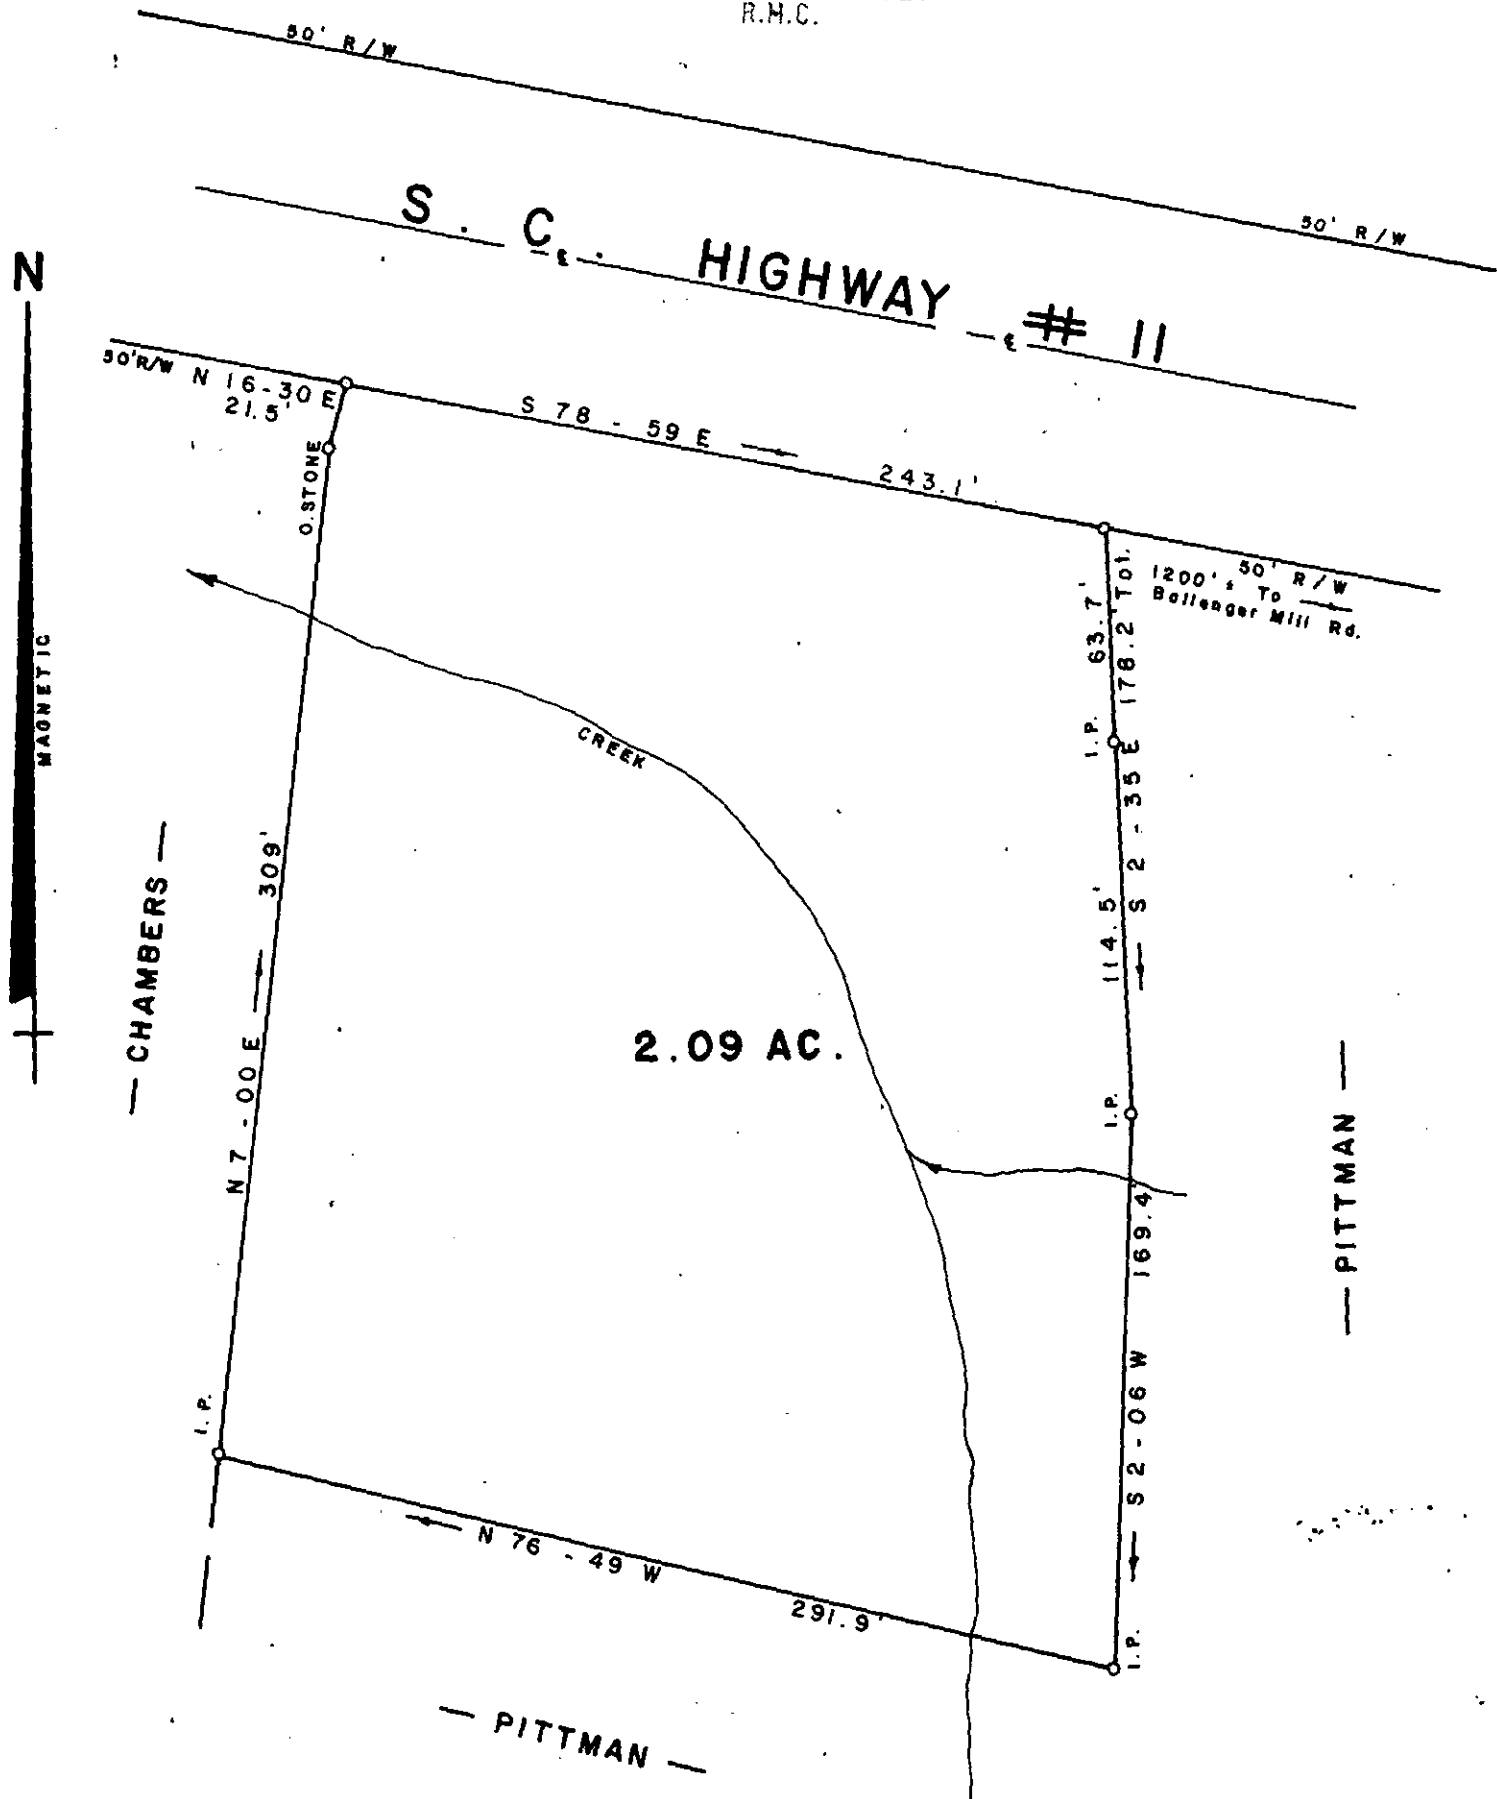 R.M.C.
50' R/W
50' R/W
S. C. HIGHWAY # 11
N
MAGNETIC
50' R/W
N 16-30 E
21.5'
S 78 - 59 E
243.1'
O. STONE
50' R/W
1200' ± To
Ballenger Mill Rd.
63.7'
178.2' Tot.
I.P.
S 2 - 35 E
114.5'
I.P.
CREEK
309'
N 7 - 00 E
— CHAMBERS —
2.09 AC.
— PITTMAN —
169.4'
S 2 - 06 W
I.P.
I.P.
N 76 - 49 W
291.9'
— PITTMAN —